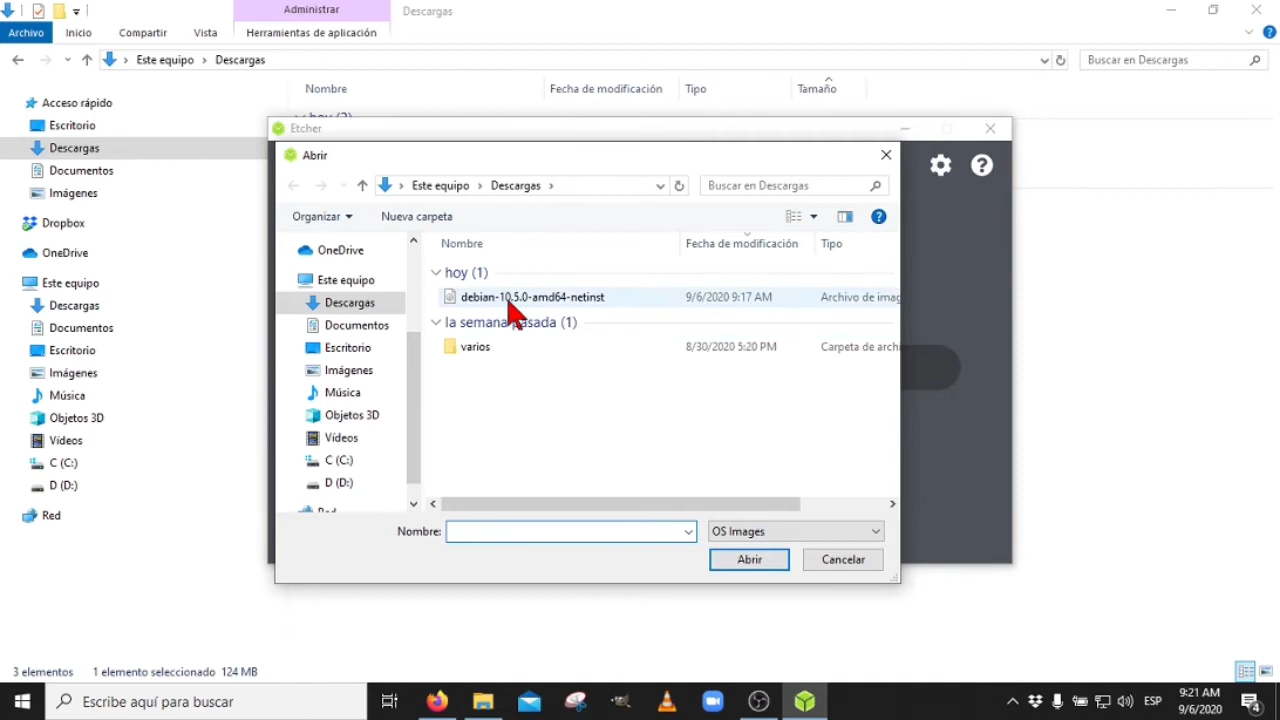 Administrar
Descargas
Archivo
Inicio
Compartir
Vista
Herramientas de aplicación
Este equipo
Descargas
Buscar en Descargas
Nombre
Fecha de modificación
Tipo
Tamaño
Acceso rápido
Escritorio
Descargas
Documentos
Imágenes
Dropbox
OneDrive
Este equipo
Descargas
Documentos
Escritorio
Imágenes
Música
Objetos 3D
Vídeos
C (C:)
D (D:)
Red
Etcher
Abrir
Este equipo
Descargas
Buscar en Descargas
Organizar
Nueva carpeta
OneDrive
Este equipo
Descargas
Documentos
Escritorio
Imágenes
Música
Objetos 3D
Vídeos
C (C:)
D (D:)
Nombre
Fecha de modificación
Tipo
hoy (1)
debian-10.5.0-amd64-netinst
9/6/2020 9:17 AM
Archivo de imag
la semana pasada (1)
varios
8/30/2020 5:20 PM
Carpeta de archi
Nombre:
OS Images
Abrir
Cancelar
3 elementos
1 elemento seleccionado 124 MB
Escribe aquí para buscar
ESP
9:21 AM
9/6/2020
4